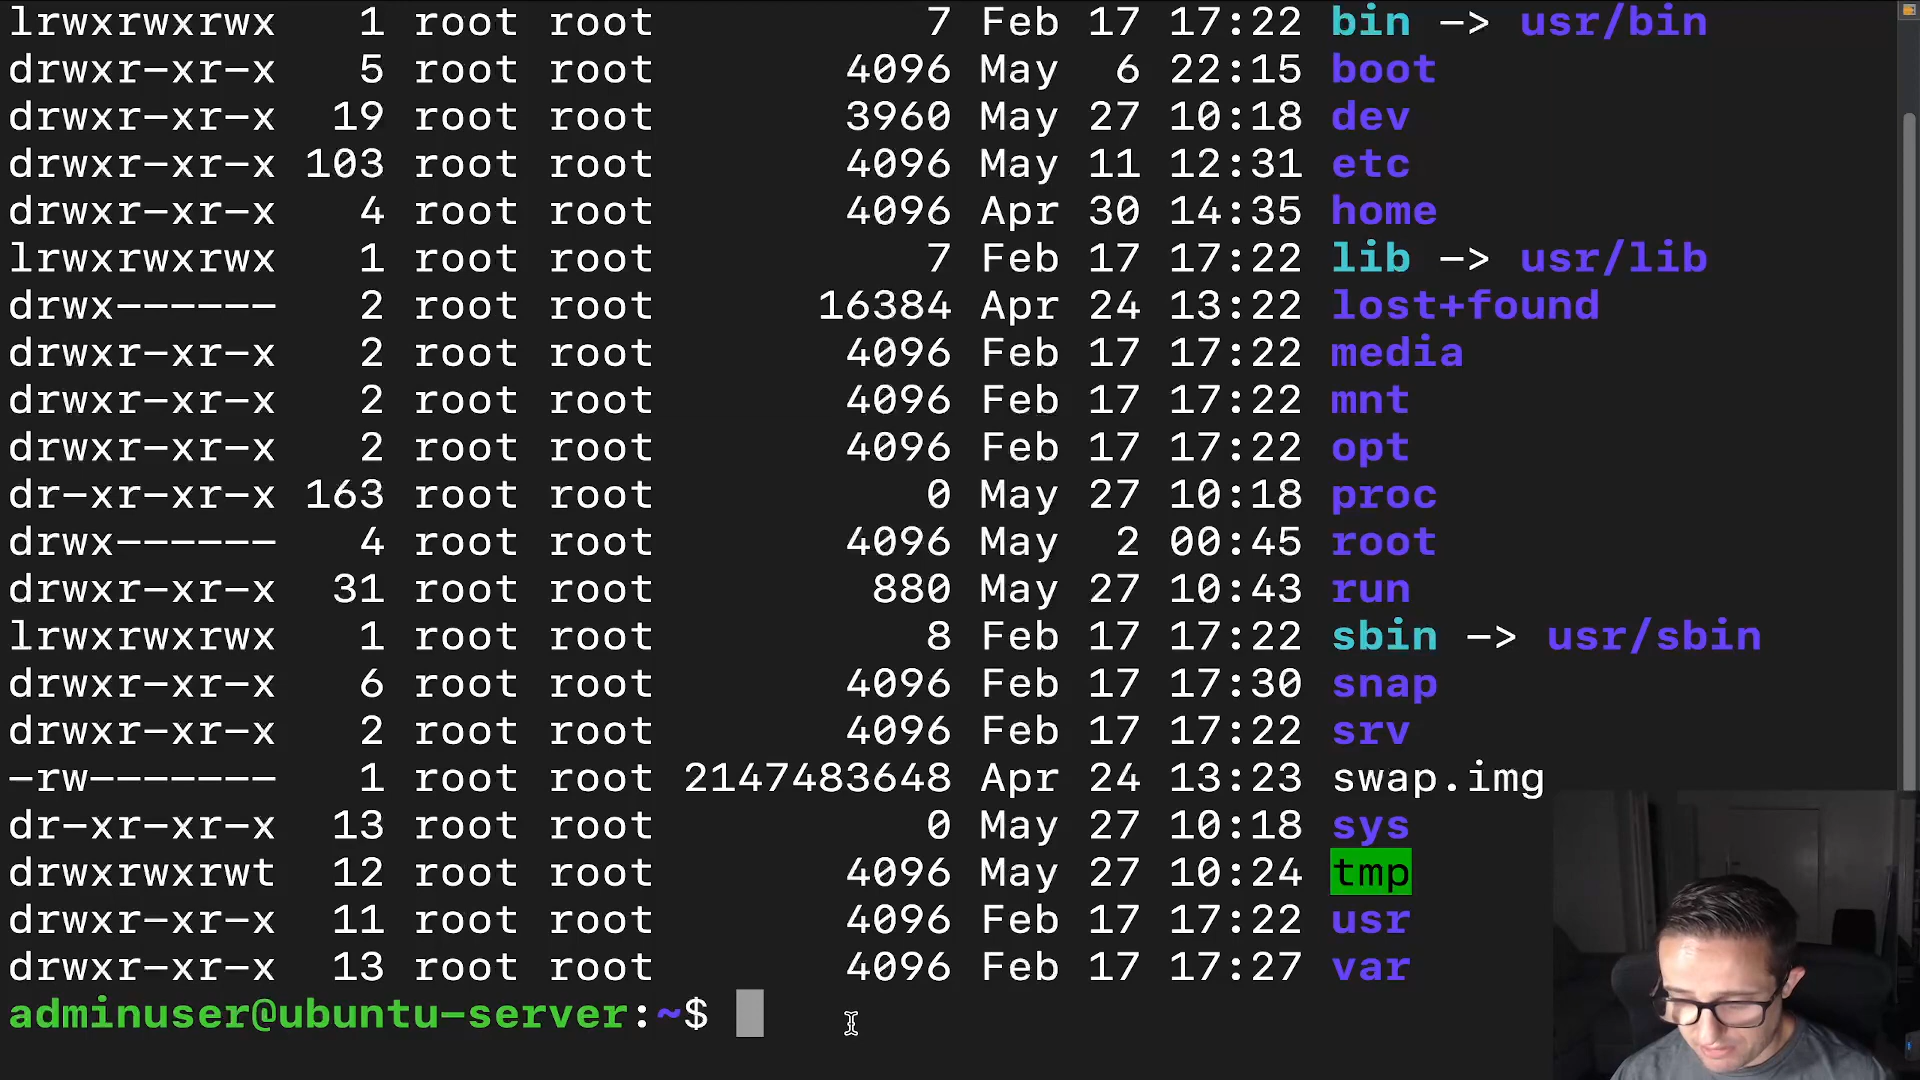 lrwxrwxrwx 1 root root 7 Feb 17 17:22 bin -> usr/bin
drwxr-xr-x 5 root root 4096 May 6 22:15 boot
drwxr-xr-x 19 root root 3960 May 27 10:18 dev
drwxr-xr-x 103 root root 4096 May 11 12:31 etc
drwxr-xr-x 4 root root 4096 Apr 30 14:35 home
lrwxrwxrwx 1 root root 7 Feb 17 17:22 lib -> usr/lib
drwx------ 2 root root 16384 Apr 24 13:22 lost+found
drwxr-xr-x 2 root root 4096 Feb 17 17:22 media
drwxr-xr-x 2 root root 4096 Feb 17 17:22 mnt
drwxr-xr-x 2 root root 4096 Feb 17 17:22 opt
dr-xr-xr-x 163 root root 0 May 27 10:18 proc
drwx------ 4 root root 4096 May 2 00:45 root
drwxr-xr-x 31 root root 880 May 27 10:43 run
lrwxrwxrwx 1 root root 8 Feb 17 17:22 sbin -> usr/sbin
drwxr-xr-x 6 root root 4096 Feb 17 17:30 snap
drwxr-xr-x 2 root root 4096 Feb 17 17:22 srv
-rw------- 1 root root 2147483648 Apr 24 13:23 swap.img
dr-xr-xr-x 13 root root 0 May 27 10:18 sys
drwxrwxrwt 12 root root 4096 May 27 10:24 tmp
drwxr-xr-x 11 root root 4096 Feb 17 17:22 usr
drwxr-xr-x 13 root root 4096 Feb 17 17:27 var
adminuser@ubuntu-server:~$